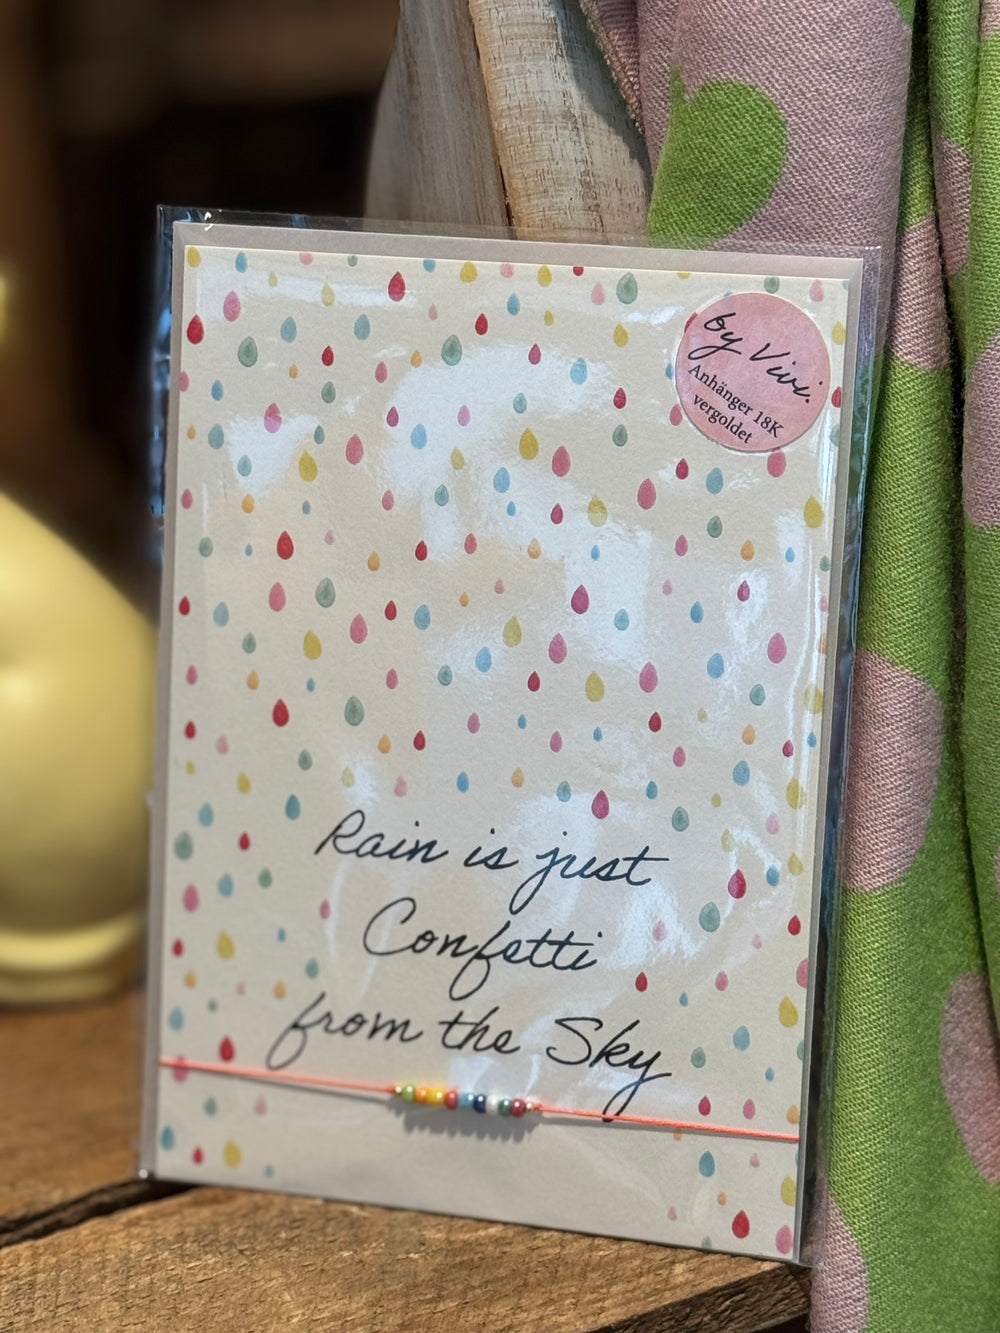 by Vivi.
Anhänger 18K
vergoldet
Rain is just
Confetti
from the Sky